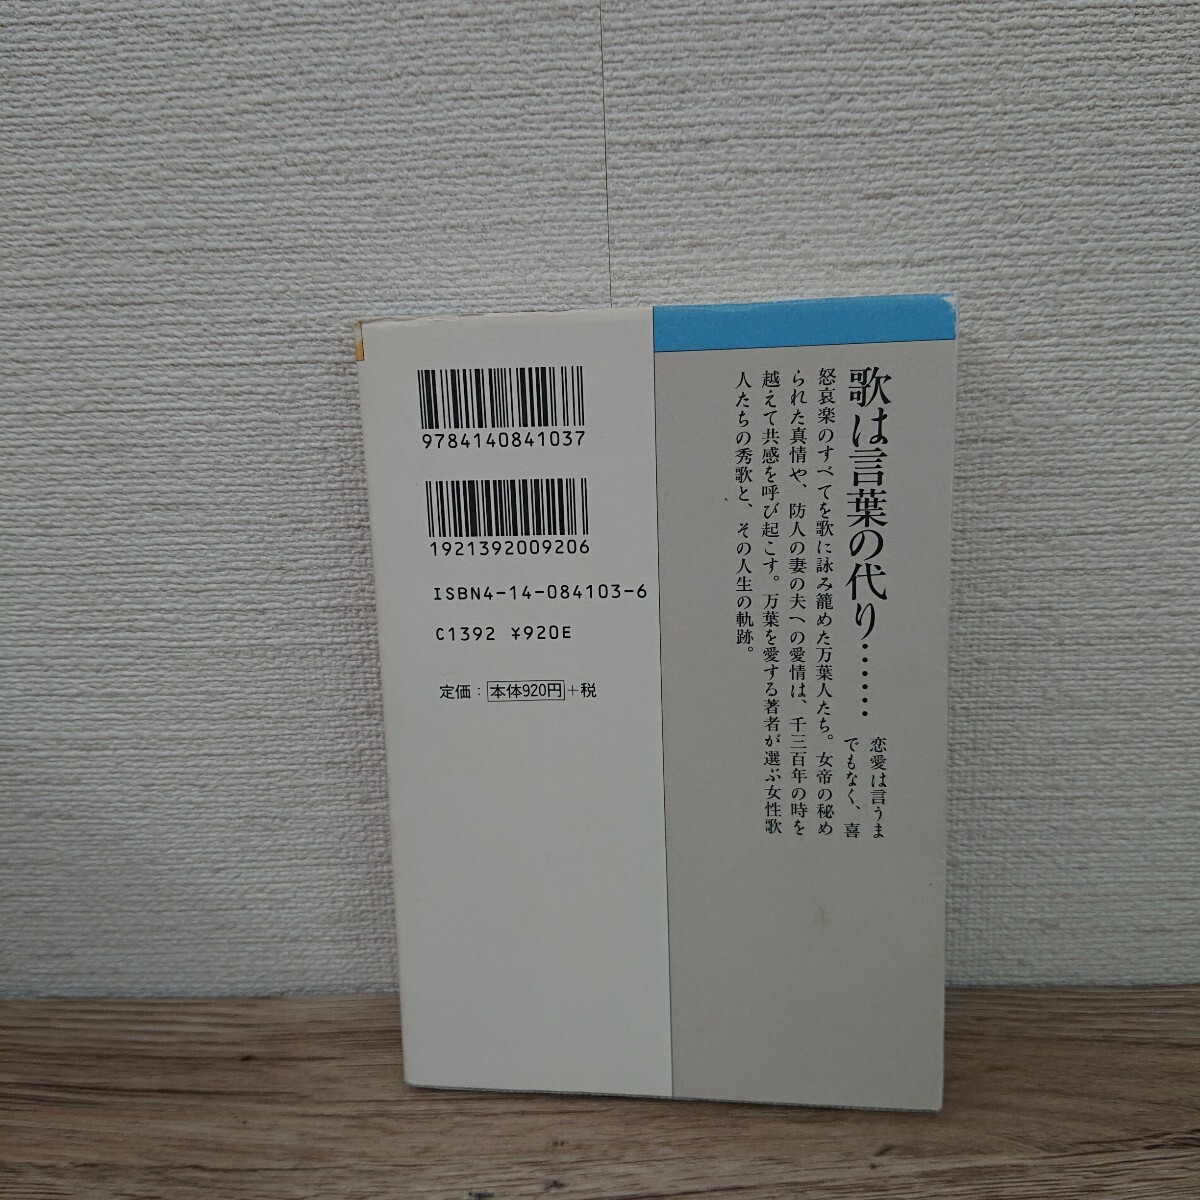 歌は言葉の代り……
恋愛は言うま
でもなく、喜
怒哀楽のすべてを歌に詠み籠めた万葉人たち。女帝の秘め
られた真情や、防人の妻の夫への愛情は、千三百年の時を
越えて共感を呼び起こす。万葉を愛する著者が選ぶ女性歌
人たちの秀歌と、その人生の軌跡。
9784140841037
1921392009206
ISBN4-14-084103-6
C1392 ¥920E
定価：本体920円+税